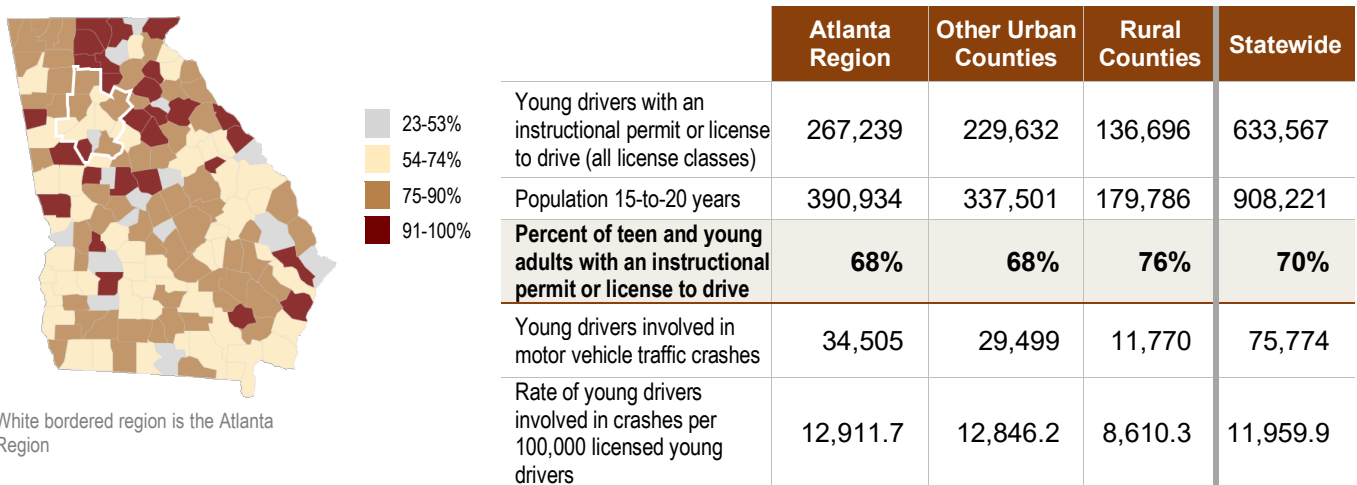 23-53%
54-74%
75-90%
91-100%
White bordered region is the Atlanta
Region
Atlanta Region
Other Urban Counties
Rural Counties
Statewide
Young drivers with an
instructional permit or license
to drive (all license classes)
267,239
229,632
136,696
633,567
Population 15-to-20 years
390,934
337,501
179,786
908,221
Percent of teen and young
adults with an instructional
permit or license to drive
68%
68%
76%
70%
Young drivers involved in
motor vehicle traffic crashes
34,505
29,499
11,770
75,774
Rate of young drivers
involved in crashes per
100,000 licensed young
drivers
12,911.7
12,846.2
8,610.3
11,959.9